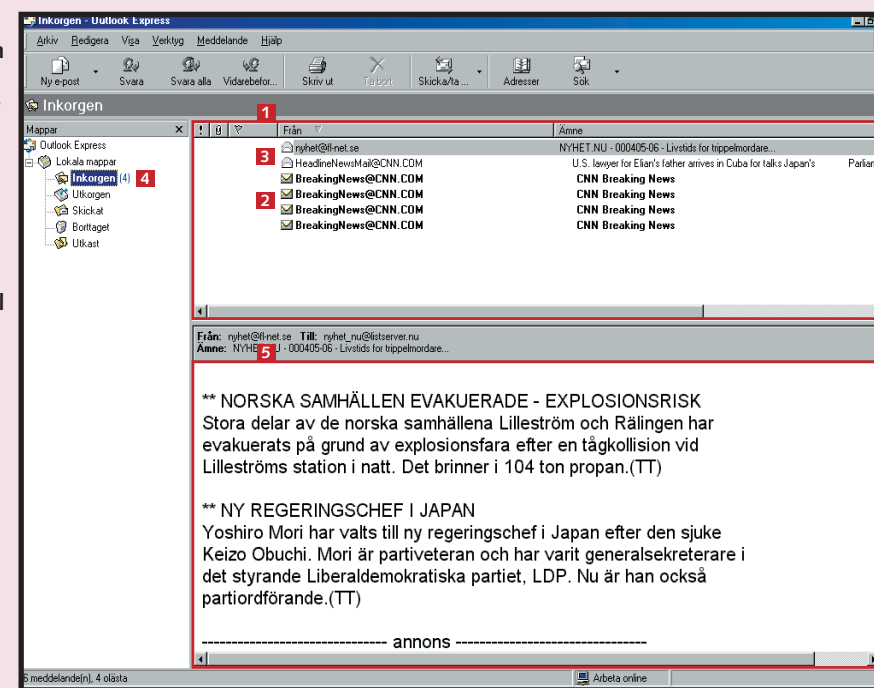 Inkorgen - Outlook Express
Arkiv Redigera Visa Verktyg Meddelande Hjälp
Ny e-post Svara Svara alla Vidarebefor... Skriv ut Ta bort Skicka/ta ... Adresser Sök
Inkorgen
1
Mappar × ! Från Ämne
Outlook Express
Lokala mappar
Inkorgen (4) 4
Utkorgen
Skickat
Borttaget
Utkast
nyhet@fl-net.se NYHET.NU - 000405-06 - Livstids for trippelmordare...
3 HeadlineNewsMail@CNN.COM U.S. lawyer for Elian's father arrives in Cuba for talks Japan's
BreakingNews@CNN.COM CNN Breaking News
2 BreakingNews@CNN.COM CNN Breaking News
BreakingNews@CNN.COM CNN Breaking News
BreakingNews@CNN.COM CNN Breaking News
Från: nyhet@fl-net.se Till: nyhet_nu@listserver.nu
Ämne: 5 - 000405-06 - Livstids for trippelmordare...
** NORSKA SAMHÄLLEN EVAKUERADE - EXPLOSIONSRISK
Stora delar av de norska samhällena Lilleström och Rälingen har
evakuerats på grund av explosionsfara efter en tågkollision vid
Lilleströms station i natt. Det brinner i 104 ton propan.(TT)
** NY REGERINGSCHEF I JAPAN
Yoshiro Mori har valts till ny regeringschef i Japan efter den sjuke
Keizo Obuchi. Mori är partiveteran och har varit generalsekreterare i
det styrande Liberaldemokratiska partiet, LDP. Nu är han också
partiordförande.(TT)
-------------------------------- annons ---------------------------------
6 meddelande(n), 4 olästa Arbeta online